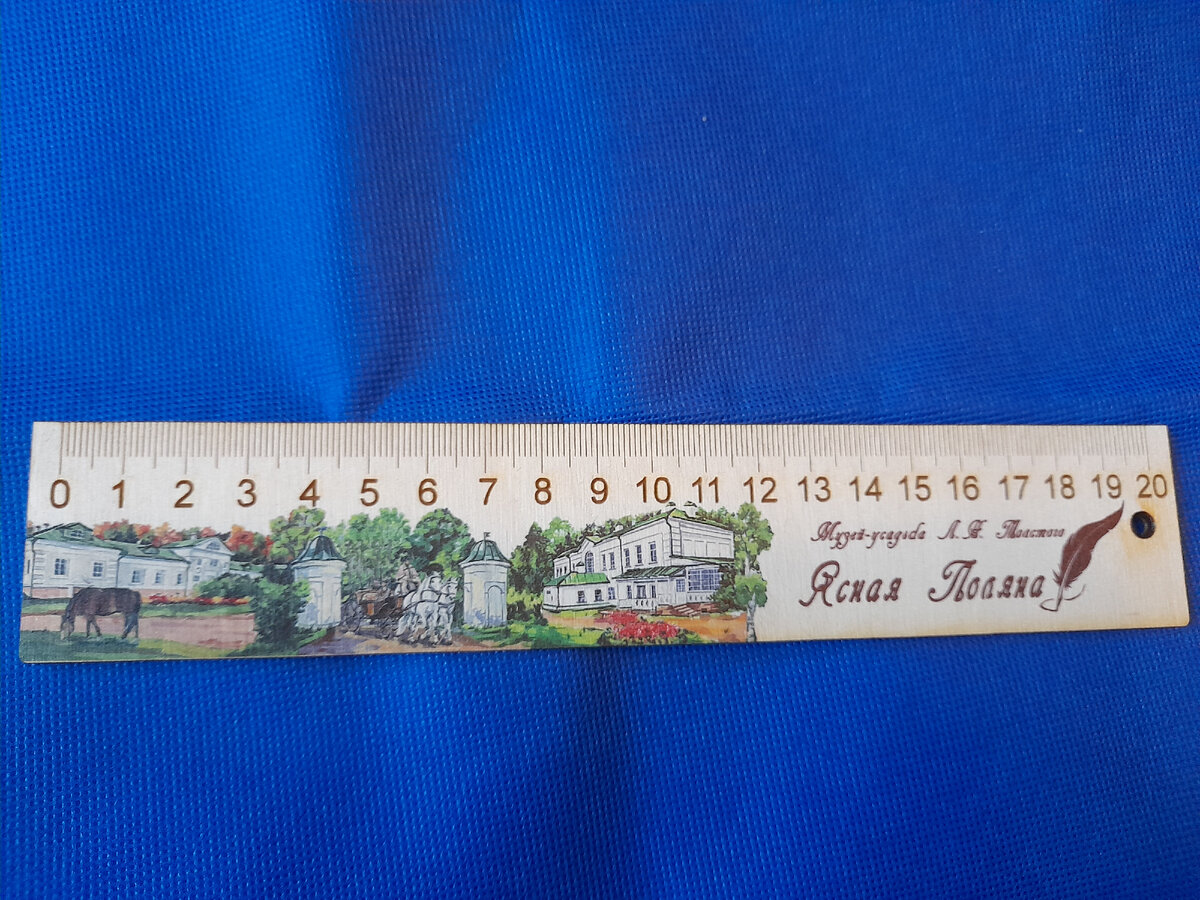 0 1 2 3 4 5 6 7 8 9 10 11 12 13 14 15 16 17 18 19 20
Музей-усадьба Л. Н. Толстого
Ясная Поляна